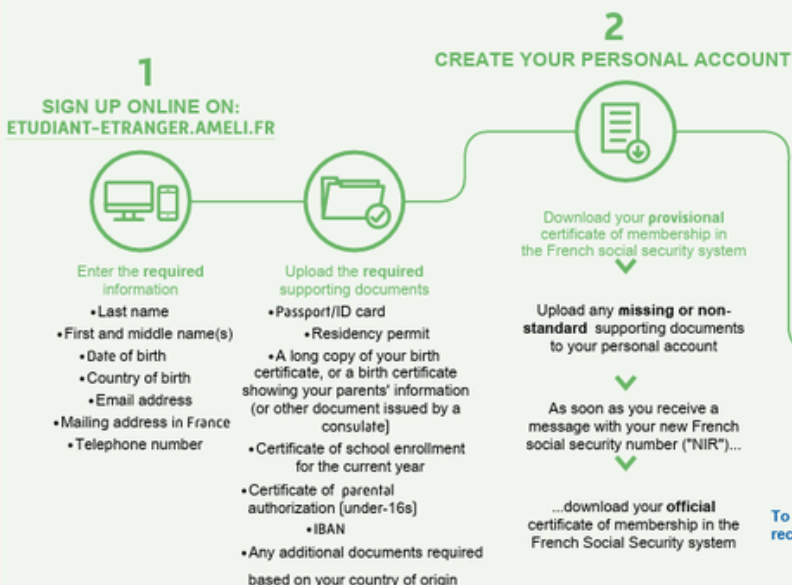 1
SIGN UP ONLINE ON:
ETUDIANT-ETRANGER.AMELI.FR
Enter the required
information
•Last name
•First and middle name(s)
•Date of birth
•Country of birth
•Email address
•Mailing address in France
•Telephone number
Upload the required
supporting documents
•Passport/ID card
•Residency permit
•A long copy of your birth
certificate, or a birth certificate
showing your parents' information
(or other document issued by a
consulate)
•Certificate of school enrollment
for the current year
•Certificate of parental
authorization (under-16s)
•IBAN
•Any additional documents required
based on your country of origin
2
CREATE YOUR PERSONAL ACCOUNT
Download your provisional
certificate of membership in
the French social security system
Upload any missing or non-
standard supporting documents
to your personal account
As soon as you receive a
message with your new French
social security number ("NIR")...
...download your official
certificate of membership in the
French Social Security system
To
rec